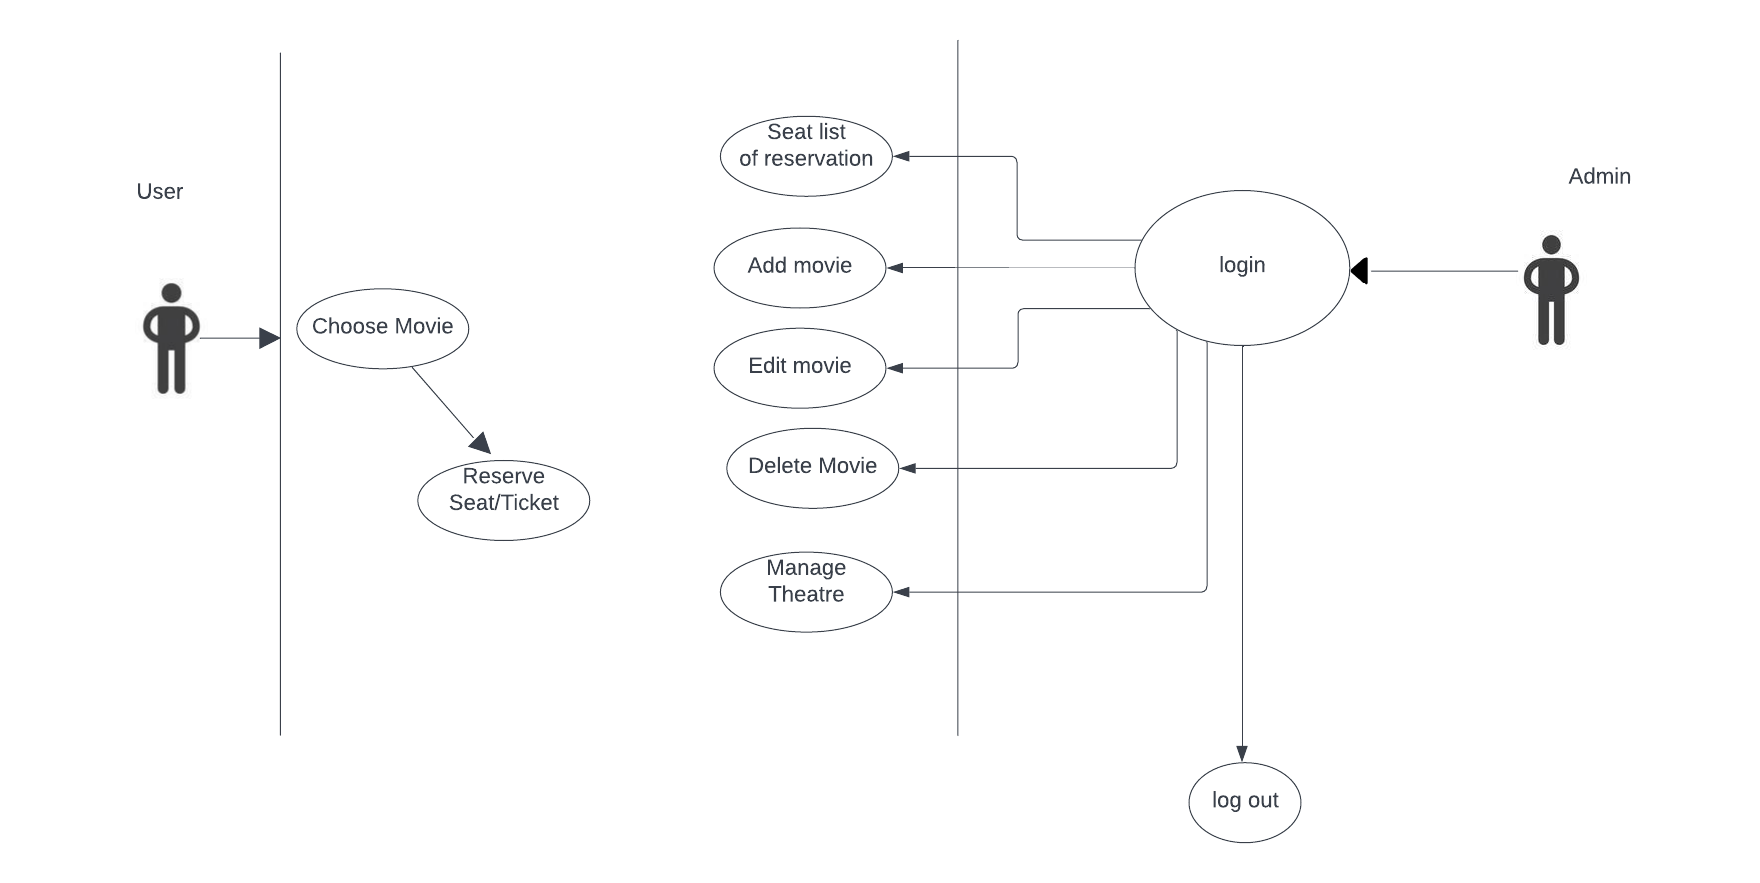 User
Choose Movie
Reserve
Seat/Ticket
Seat list
of reservation
Add movie
Edit movie
Delete Movie
Manage
Theatre
login
Admin
log out